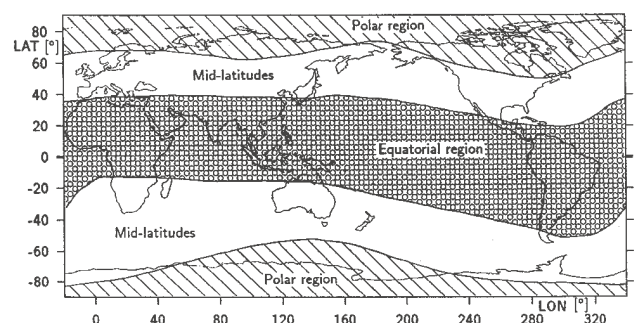 80
Polar region
LAT [°]
60
Mid-latitudes
40
20
0
Equatorial region
-20
-40
Mid-latitudes
-60
-80
Polar region
LON [°]
0 40 80 120 160 200 240 280 320